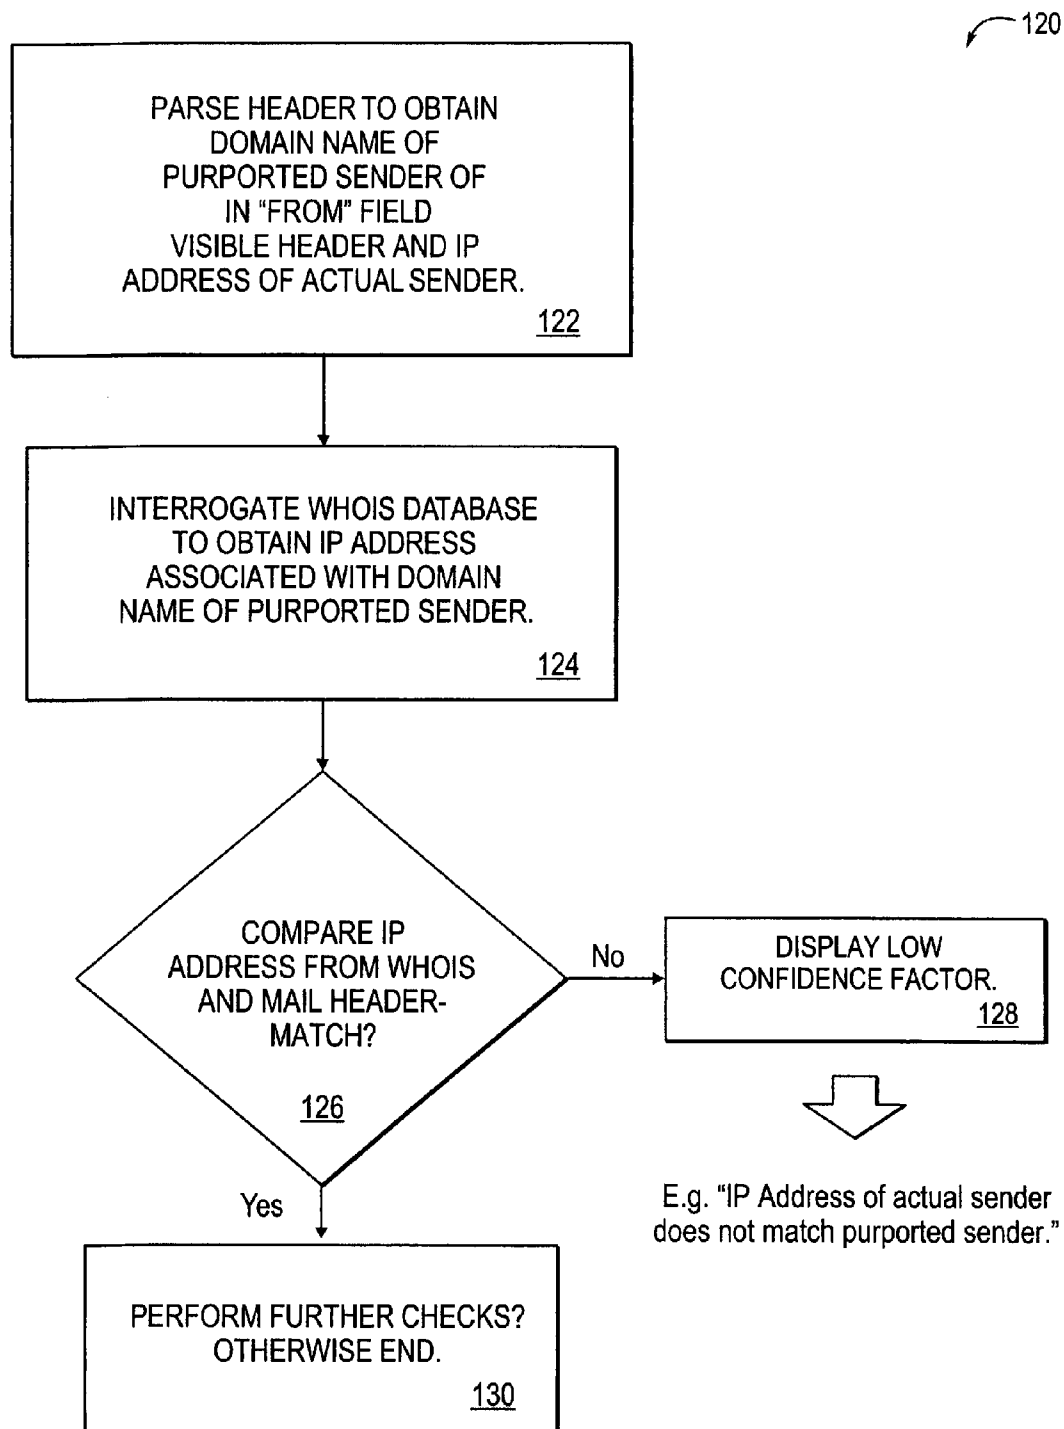 120
PARSE HEADER TO OBTAIN
DOMAIN NAME OF
PURPORTED SENDER OF
IN “FROM” FIELD
VISIBLE HEADER AND IP
ADDRESS OF ACTUAL SENDER.
122
INTERROGATE WHOIS DATABASE
TO OBTAIN IP ADDRESS
ASSOCIATED WITH DOMAIN
NAME OF PURPORTED SENDER.
124
COMPARE IP
ADDRESS FROM WHOIS
AND MAIL HEADER-
MATCH?
126
No
DISPLAY LOW
CONFIDENCE FACTOR.
128
E.g. “IP Address of actual sender
does not match purported sender.”
Yes
PERFORM FURTHER CHECKS?
OTHERWISE END.
130